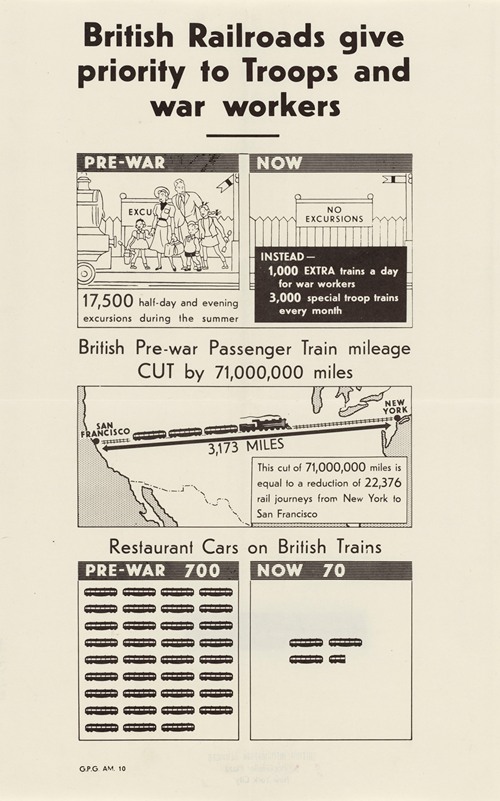 British Railroads give
priority to Troops and
war workers
PRE-WAR
EXCU
17,500 half-day and evening
excursions during the summer
NOW
NO
EXCURSIONS
INSTEAD —
1,000 EXTRA trains a day
for war workers
3,000 special troop trains
every month
British Pre-war Passenger Train mileage
CUT by 71,000,000 miles
SAN
FRANCISCO
NEW
YORK
3,173 MILES
This cut of 71,000,000 miles is
equal to a reduction of 22,376
rail journeys from New York to
San Francisco
Restaurant Cars on British Trains
PRE-WAR 700
NOW 70
G.P.G. AM. 10